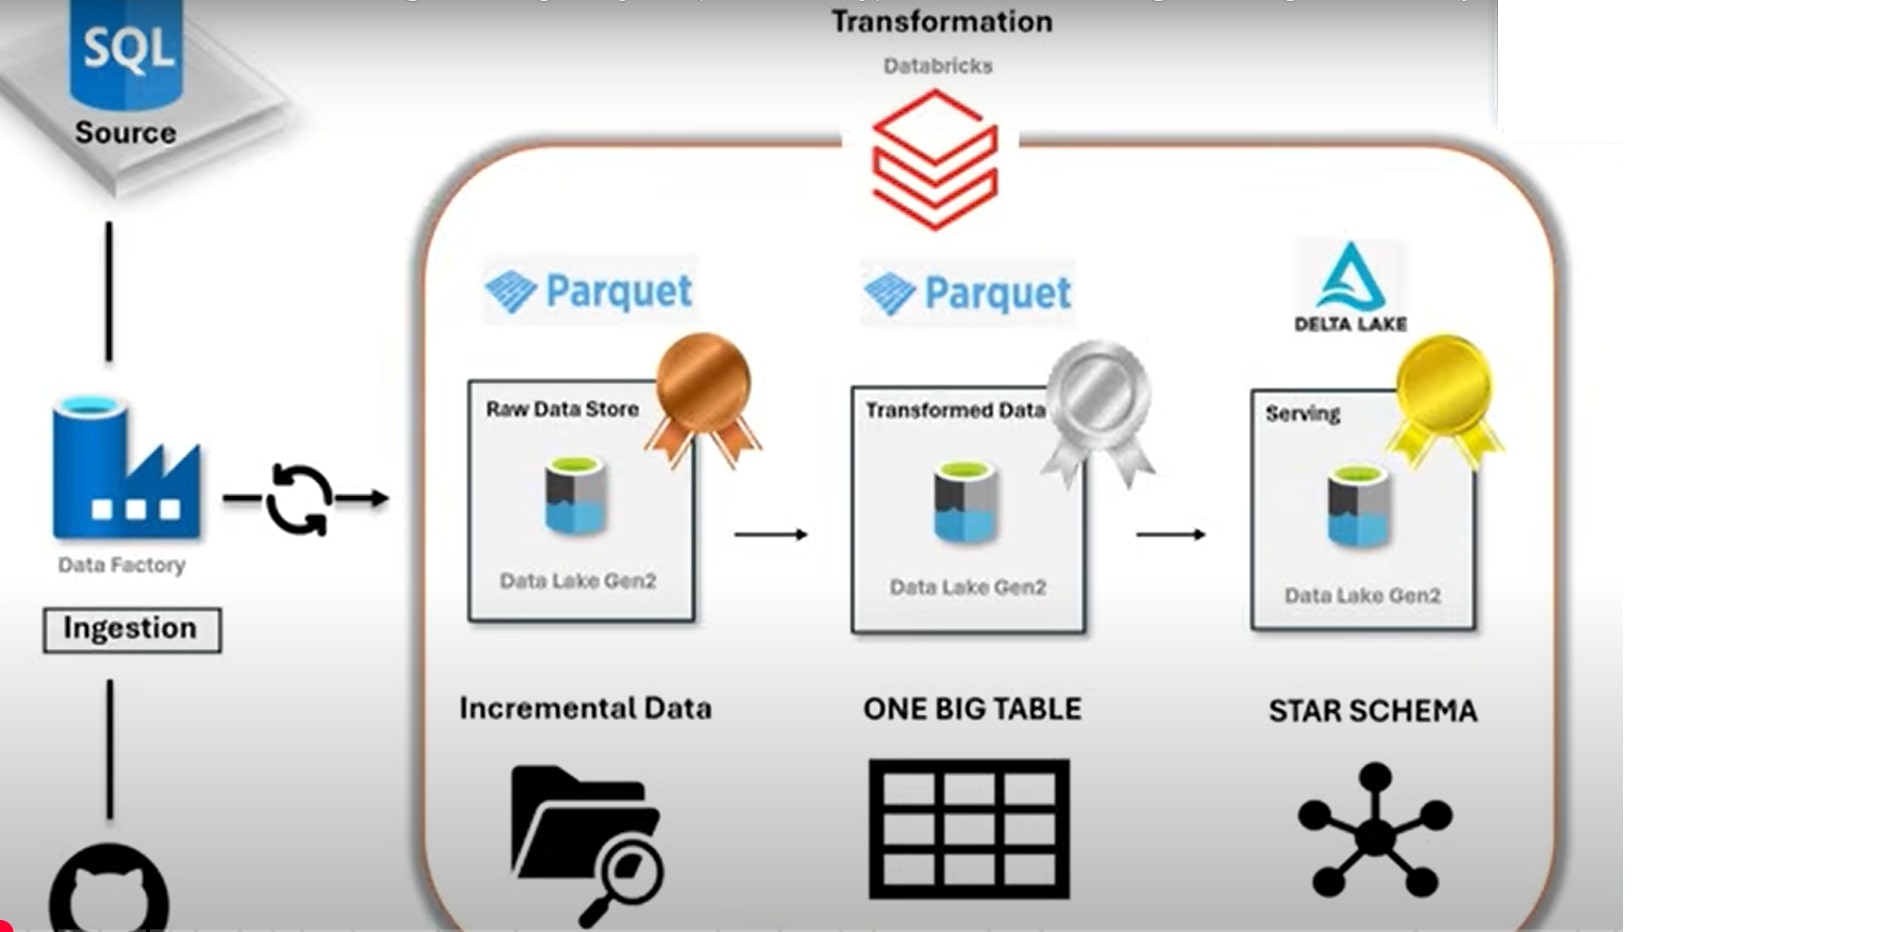 Transformation
Databricks
SQL
Source
Parquet
Parquet
DELTA LAKE
Raw Data Store
Transformed Data
Serving
Data Lake Gen2
Data Lake Gen2
Data Lake Gen2
Data Factory
Ingestion
Incremental Data
ONE BIG TABLE
STAR SCHEMA